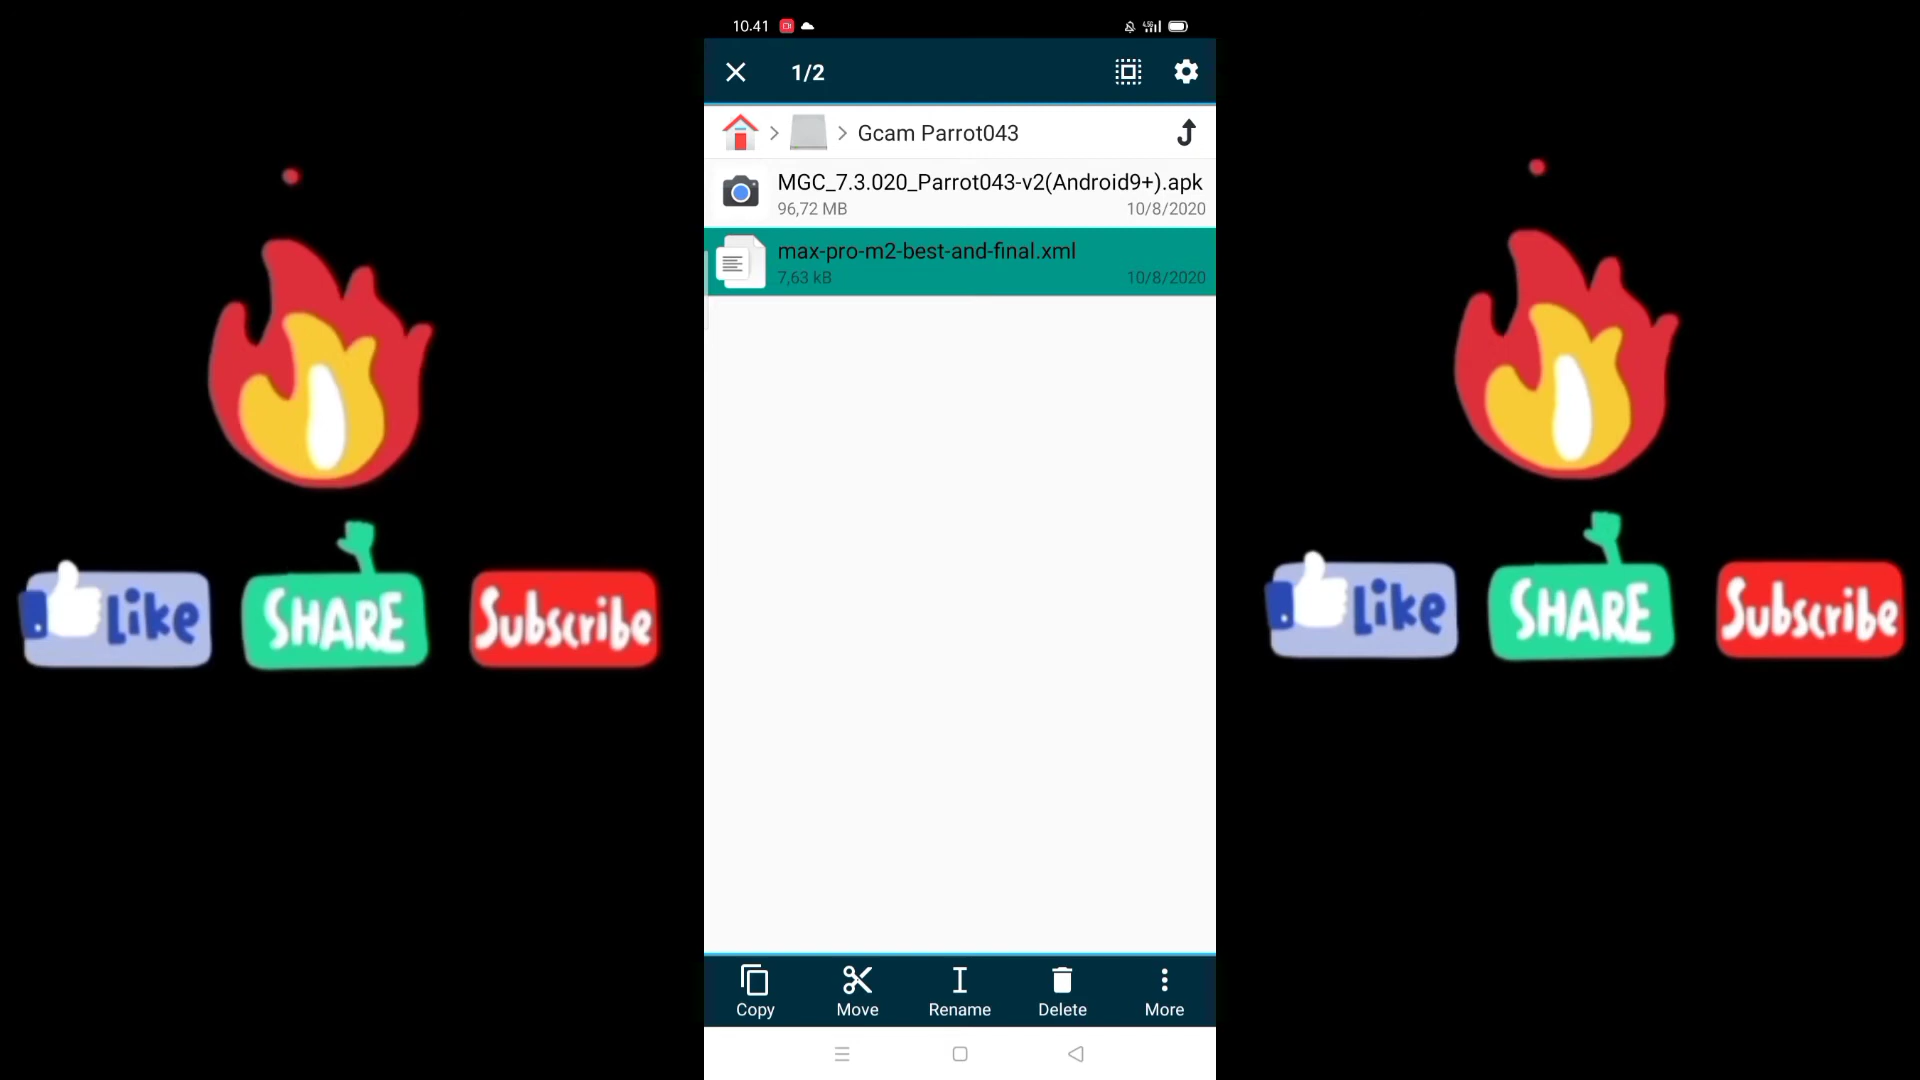 10.41
4.5G
1/2
Gcam Parrot043
MGC_7.3.020_Parrot043-v2(Android9+).apk
96,72 MB 10/8/2020
max-pro-m2-best-and-final.xml
7,63 kB 10/8/2020
Like SHARE Subscribe
Like SHARE Subscribe
Copy Move Rename Delete More